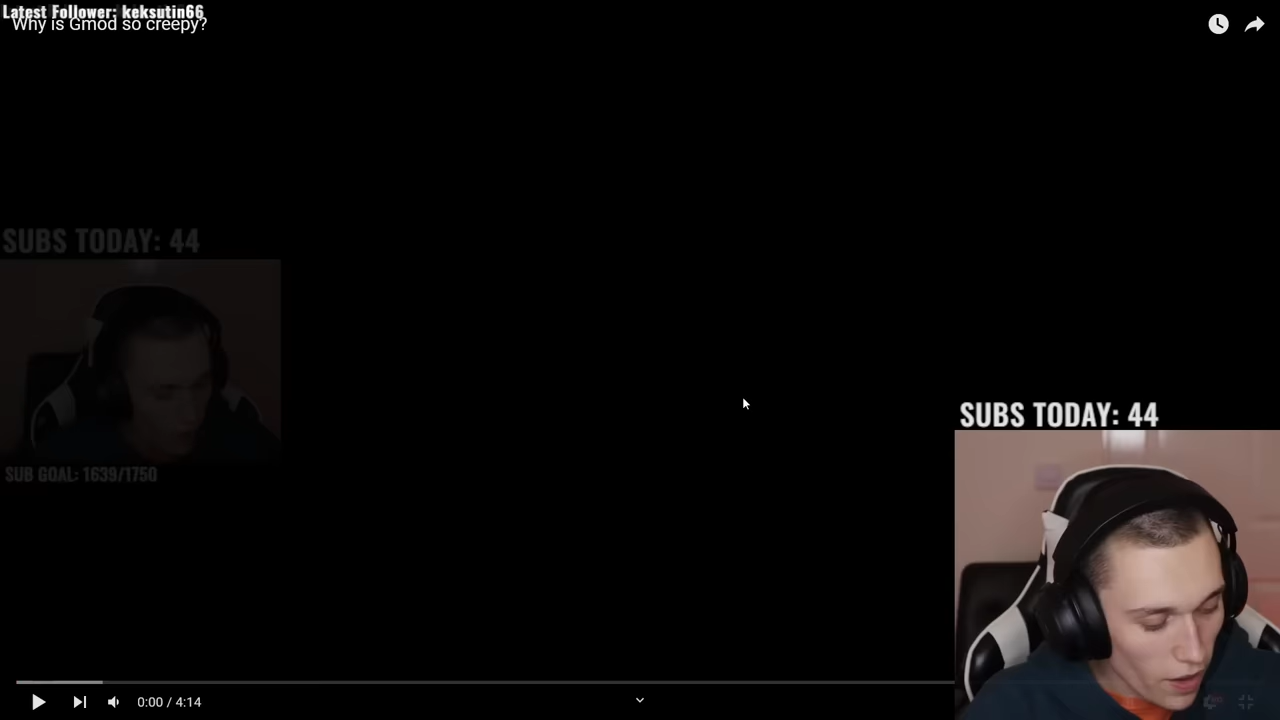 Latest Follower: keksutin66
Why is Gmod so creepy?
SUBS TODAY: 44
SUB GOAL: 1639/1750
SUBS TODAY: 44
0:00 / 4:14